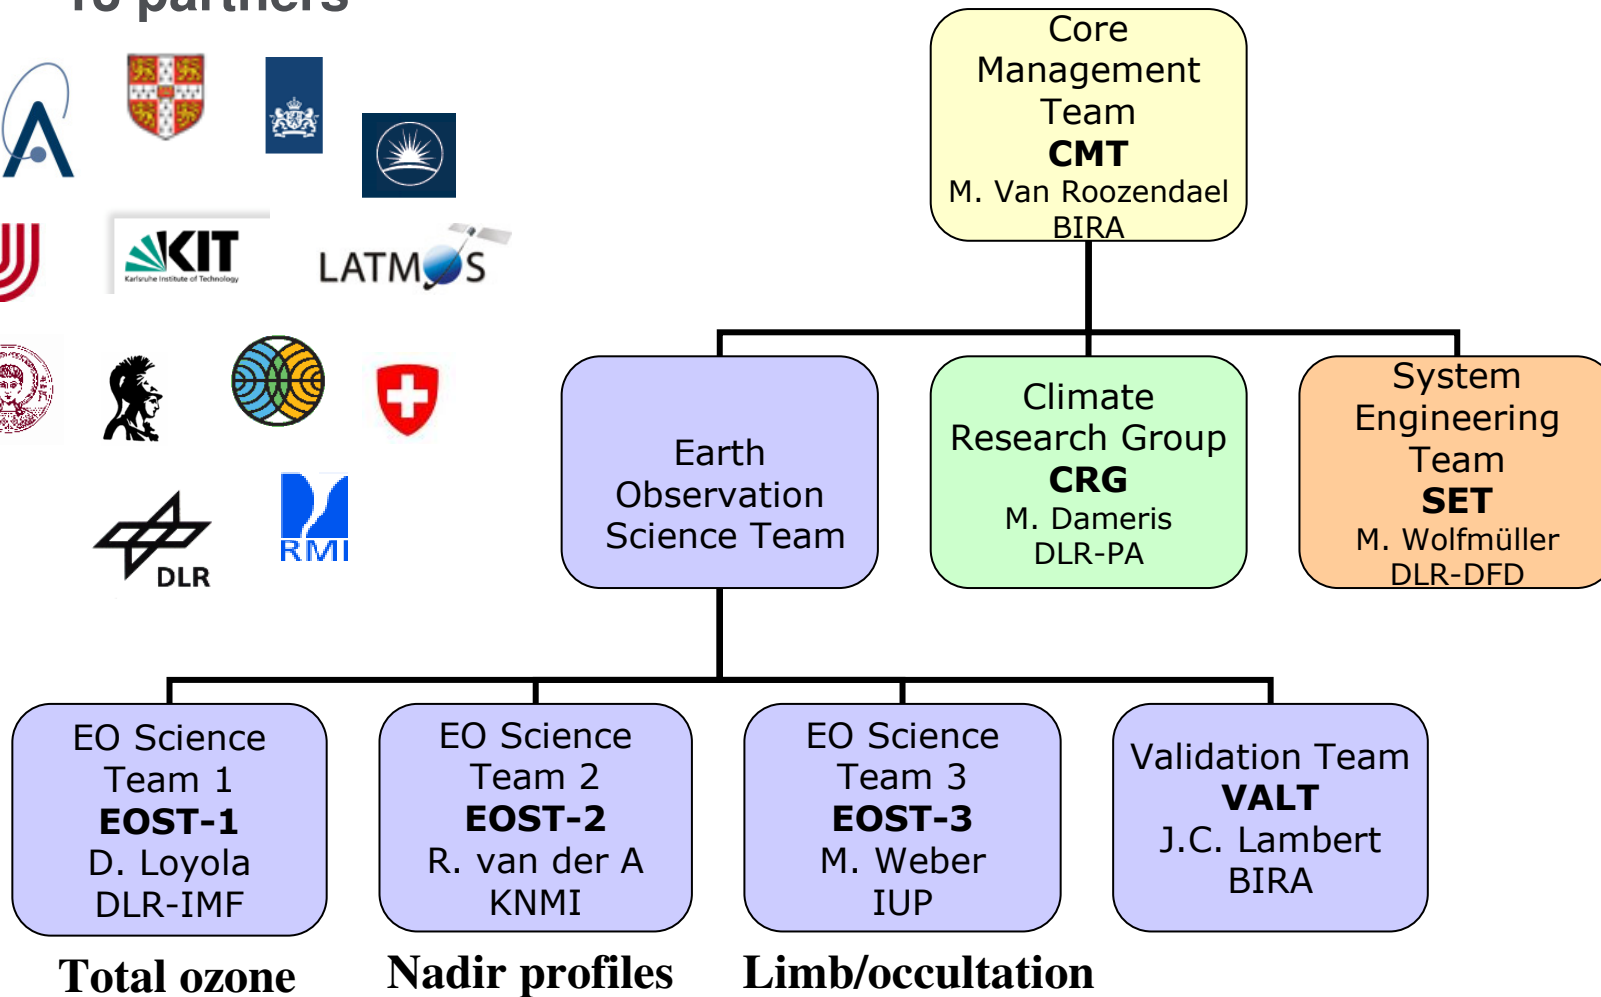 partners
KIT
Karlsruhe Institute of Technology
LATMOS
DLR
RMI
Core
Management
Team
CMT
M. Van Roozendael
BIRA
Earth
Observation
Science Team
Climate
Research Group
CRG
M. Dameris
DLR-PA
System
Engineering
Team
SET
M. Wolfmüller
DLR-DFD
EO Science
Team 1
EOST-1
D. Loyola
DLR-IMF
Total ozone
EO Science
Team 2
EOST-2
R. van der A
KNMI
Nadir profiles
EO Science
Team 3
EOST-3
M. Weber
IUP
Limb/occultation
Validation Team
VALT
J.C. Lambert
BIRA